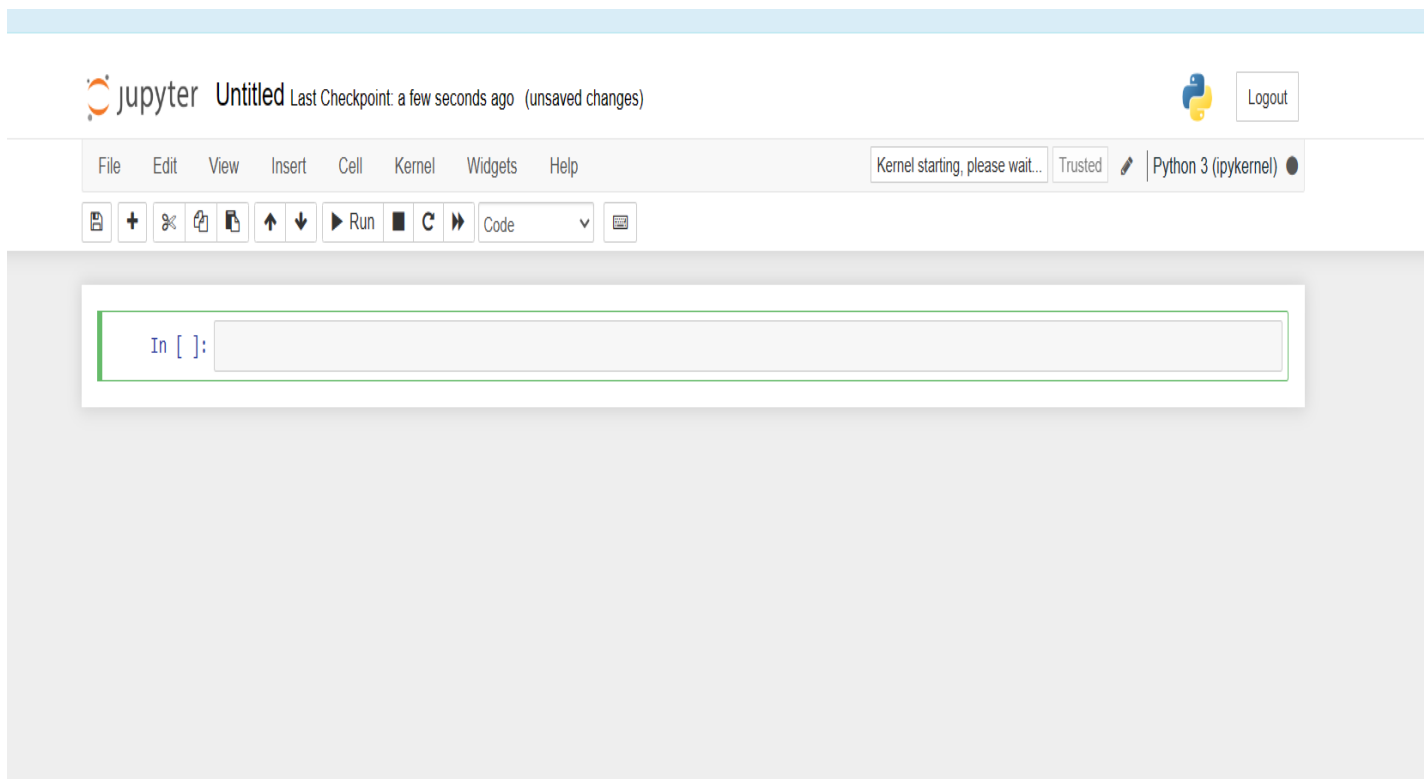 jupyter Untitled Last Checkpoint: a few seconds ago (unsaved changes)
Logout
File Edit View Insert Cell Kernel Widgets Help
Kernel starting, please wait... Trusted Python 3 (ipykernel)
Run Code
In [ ]: